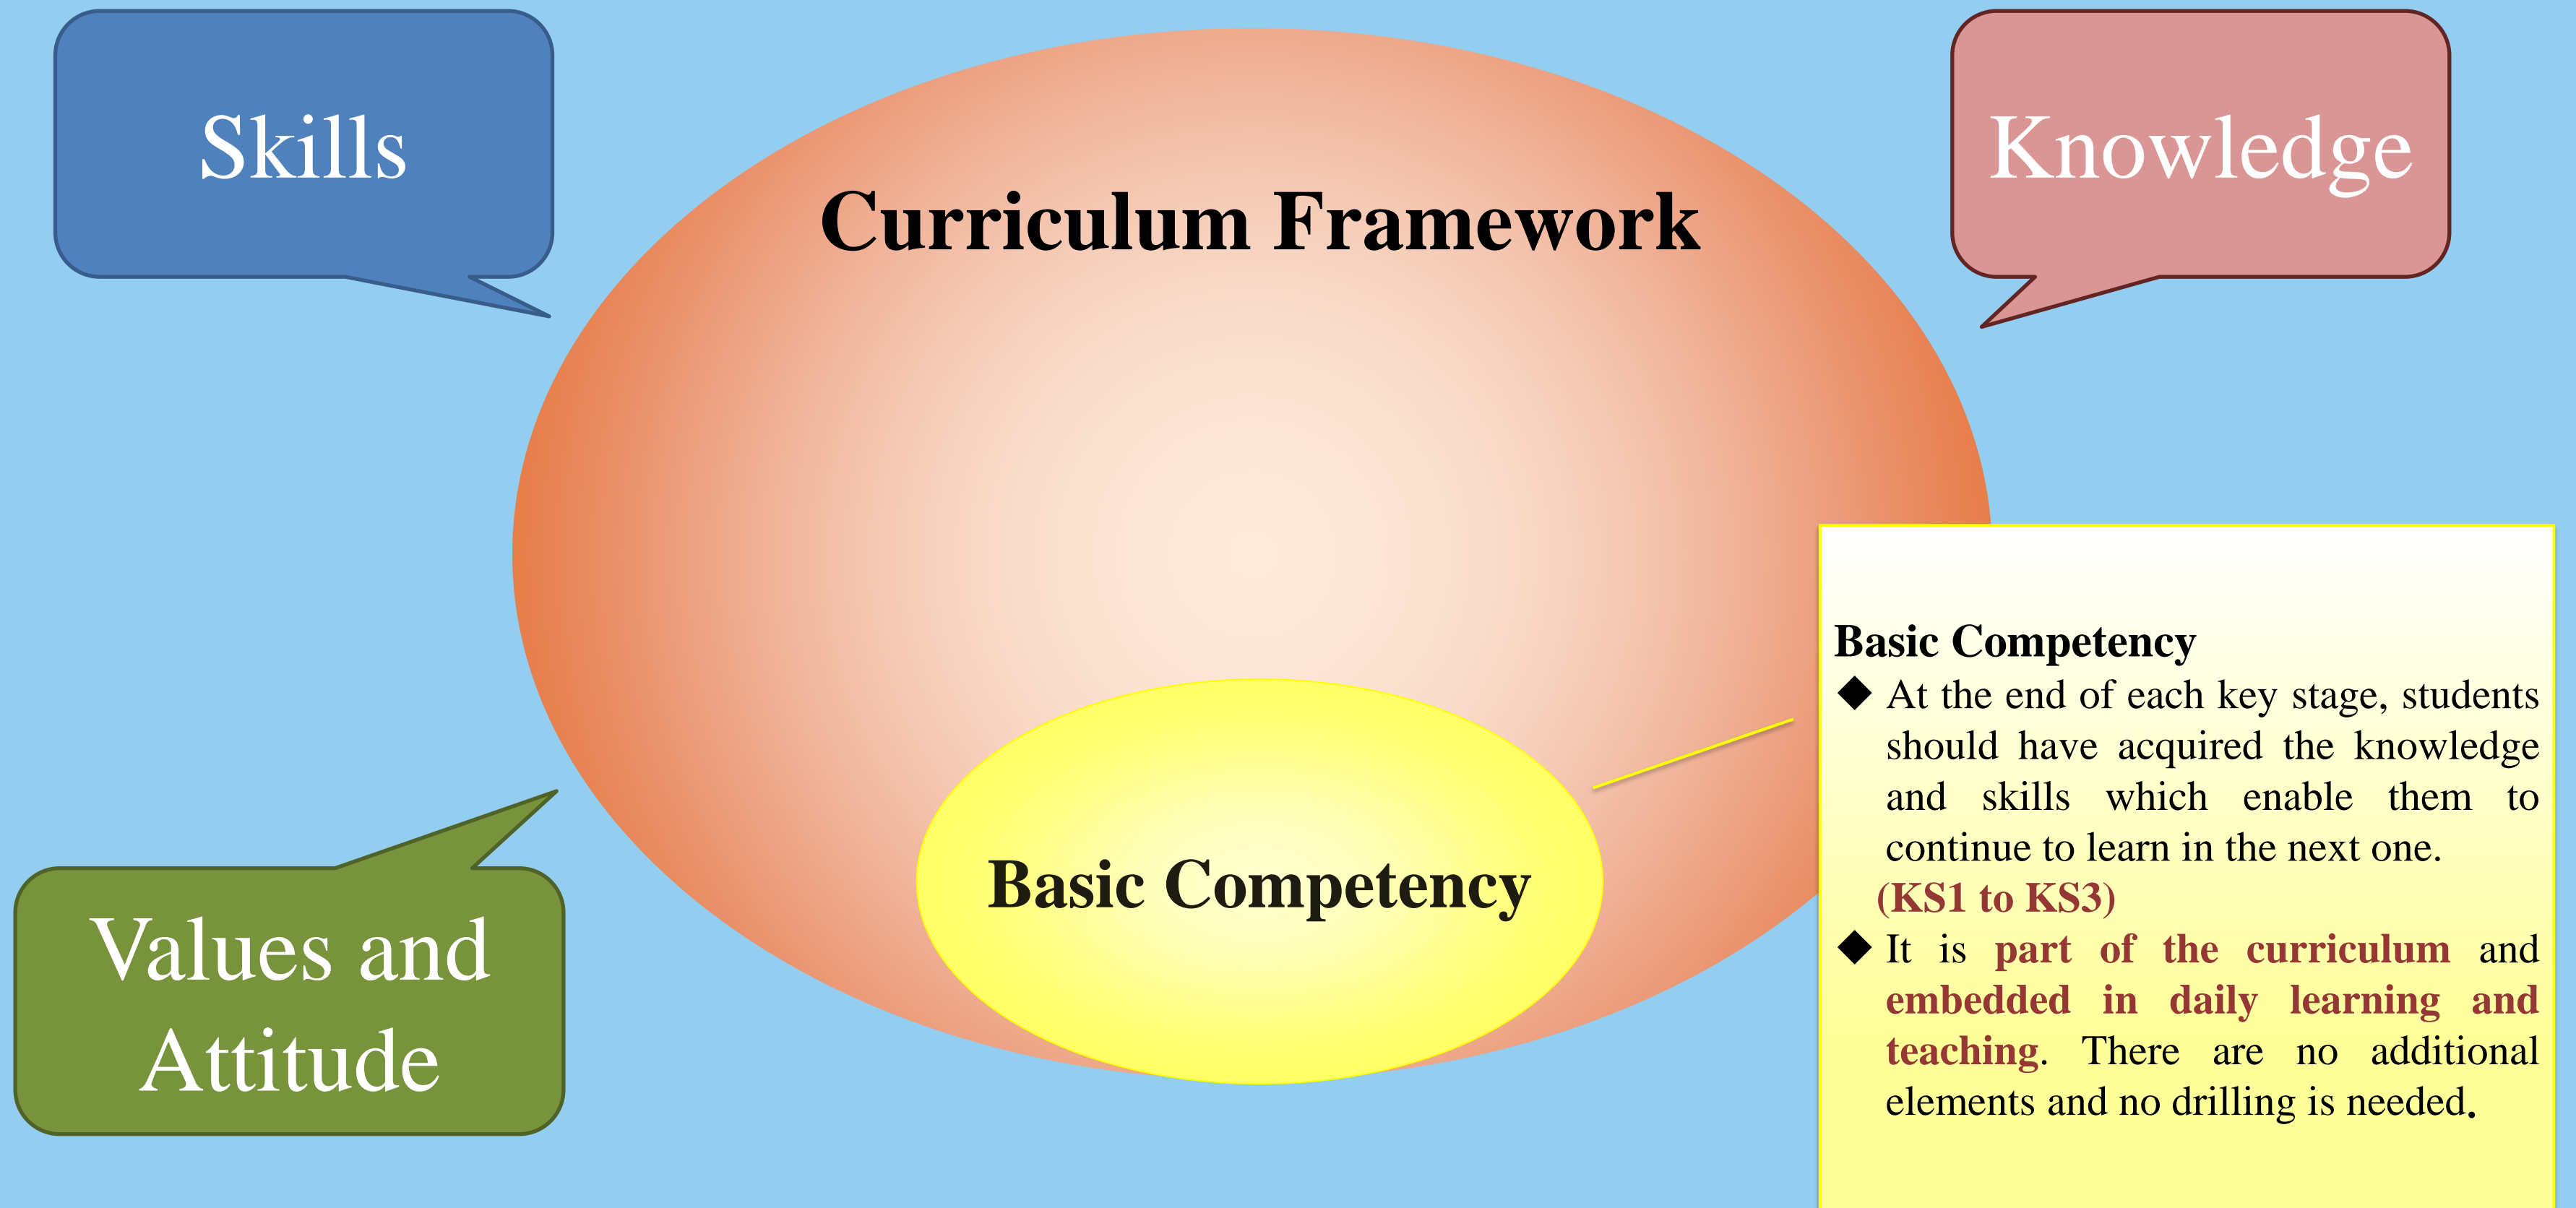 Skills
Knowledge
Curriculum Framework
Basic Competency
Values and
Attitude
Basic Competency
◆ At the end of each key stage, students
should have acquired the knowledge
and skills which enable them to
continue to learn in the next one.
(KS1 to KS3)
◆ It is part of the curriculum and
embedded in daily learning and
teaching. There are no additional
elements and no drilling is needed.